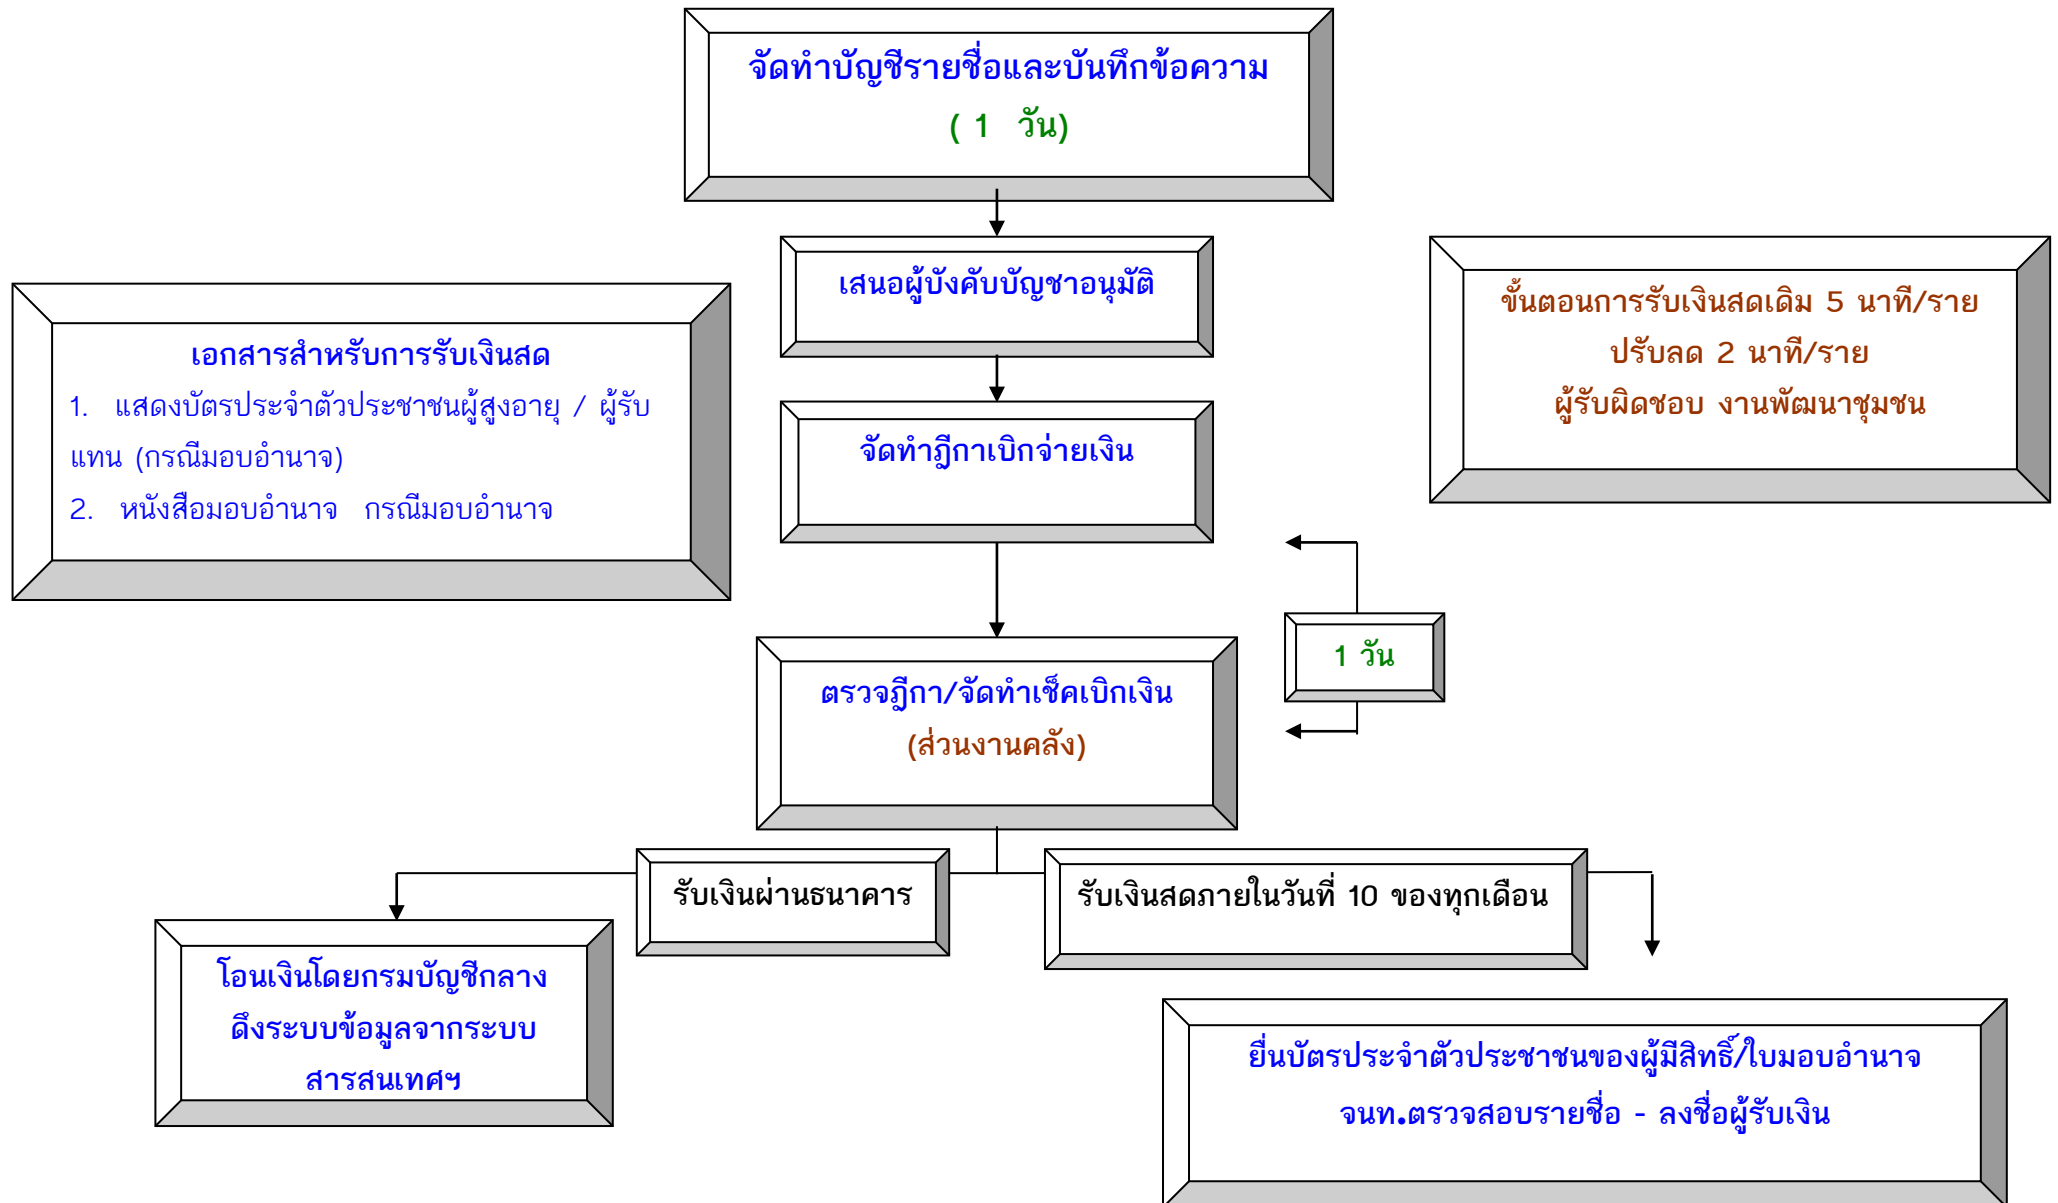 จัดทำบัญชีรายชื่อและบันทึกข้อความ
( 1 วัน)
เสนอผู้บังคับบัญชาอนุมัติ
ขั้นตอนการรับเงินสดเดิม 5 นาที/ราย
ปรับลด 2 นาที/ราย
ผู้รับผิดชอบ งานพัฒนาชุมชน
เอกสารสำหรับการรับเงินสด
1. แสดงบัตรประจำตัวประชาชนผู้สูงอายุ / ผู้รับ
แทน (กรณีมอบอำนาจ)
2. หนังสือมอบอำนาจ กรณีมอบอำนาจ
จัดทำฎีกาเบิกจ่ายเงิน
1 วัน
ตรวจฎีกา/จัดทำเช็คเบิกเงิน
(ส่วนงานคลัง)
รับเงินผ่านธนาคาร
รับเงินสดภายในวันที่ 10 ของทุกเดือน
โอนเงินโดยกรมบัญชีกลาง
ดึงระบบข้อมูลจากระบบ
สารสนเทศฯ
ยื่นบัตรประจำตัวประชาชนของผู้มีสิทธิ์/ใบมอบอำนาจ
จนท.ตรวจสอบรายชื่อ - ลงชื่อผู้รับเงิน